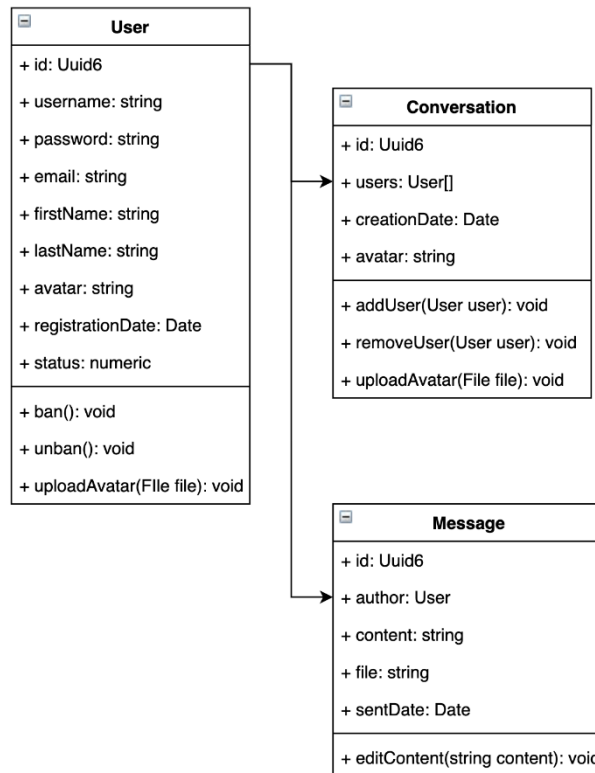 User
+ id: Uuid6
+ username: string
+ password: string
+ email: string
+ firstName: string
+ lastName: string
+ avatar: string
+ registrationDate: Date
+ status: numeric
+ ban(): void
+ unban(): void
+ uploadAvatar(FIle file): void
Conversation
+ id: Uuid6
+ users: User[]
+ creationDate: Date
+ avatar: string
+ addUser(User user): void
+ removeUser(User user): void
+ uploadAvatar(File file): void
Message
+ id: Uuid6
+ author: User
+ content: string
+ file: string
+ sentDate: Date
+ editContent(string content): void